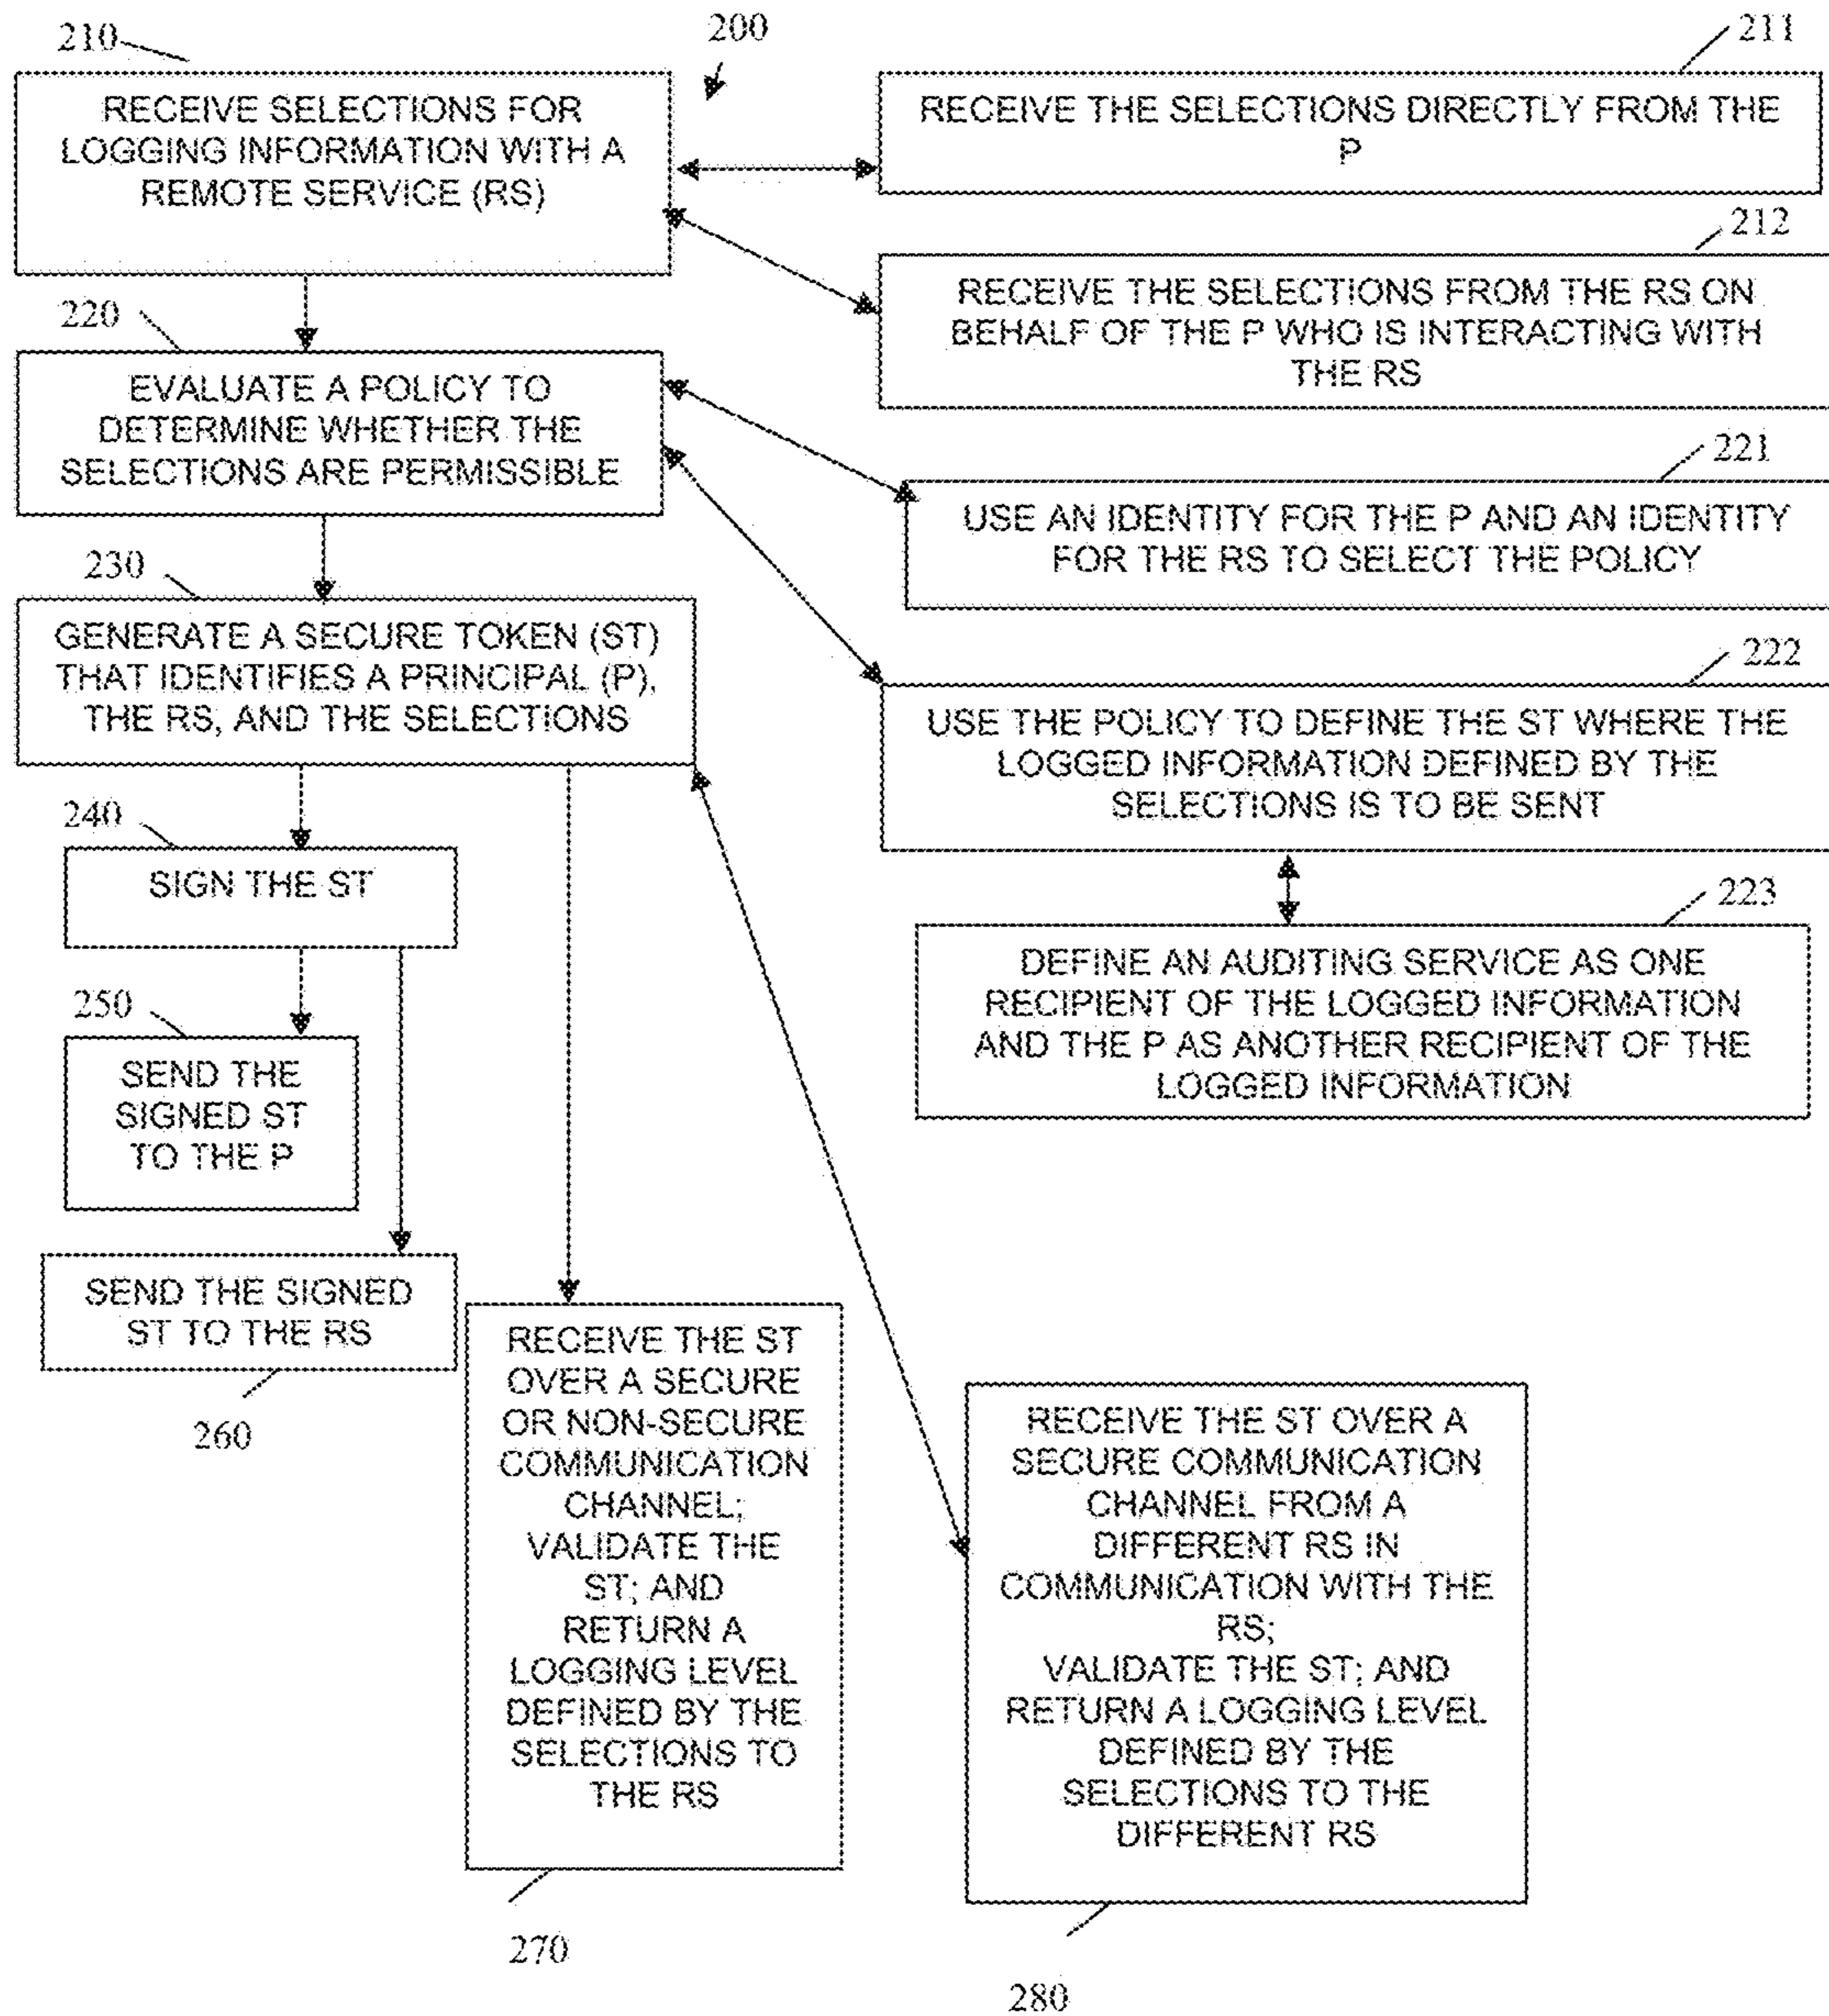 210
200
211
RECEIVE SELECTIONS FOR
LOGGING INFORMATION WITH A
REMOTE SERVICE (RS)
RECEIVE THE SELECTIONS DIRECTLY FROM THE
P
212
RECEIVE THE SELECTIONS FROM THE RS ON
BEHALF OF THE P WHO IS INTERACTING WITH
THE RS
220
EVALUATE A POLICY TO
DETERMINE WHETHER THE
SELECTIONS ARE PERMISSIBLE
221
USE AN IDENTITY FOR THE P AND AN IDENTITY
FOR THE RS TO SELECT THE POLICY
230
GENERATE A SECURE TOKEN (ST)
THAT IDENTIFIES A PRINCIPAL (P),
THE RS, AND THE SELECTIONS
222
USE THE POLICY TO DEFINE THE ST WHERE THE
LOGGED INFORMATION DEFINED BY THE
SELECTIONS IS TO BE SENT
240
SIGN THE ST
223
DEFINE AN AUDITING SERVICE AS ONE
RECIPIENT OF THE LOGGED INFORMATION
AND THE P AS ANOTHER RECIPIENT OF THE
LOGGED INFORMATION
250
SEND THE
SIGNED ST
TO THE P
SEND THE SIGNED
ST TO THE RS
260
RECEIVE THE ST
OVER A SECURE
OR NON-SECURE
COMMUNICATION
CHANNEL;
VALIDATE THE
ST; AND
RETURN A
LOGGING LEVEL
DEFINED BY THE
SELECTIONS TO
THE RS
270
RECEIVE THE ST OVER A
SECURE COMMUNICATION
CHANNEL FROM A
DIFFERENT RS IN
COMMUNICATION WITH THE
RS;
VALIDATE THE ST; AND
RETURN A LOGGING LEVEL
DEFINED BY THE
SELECTIONS TO THE
DIFFERENT RS
280